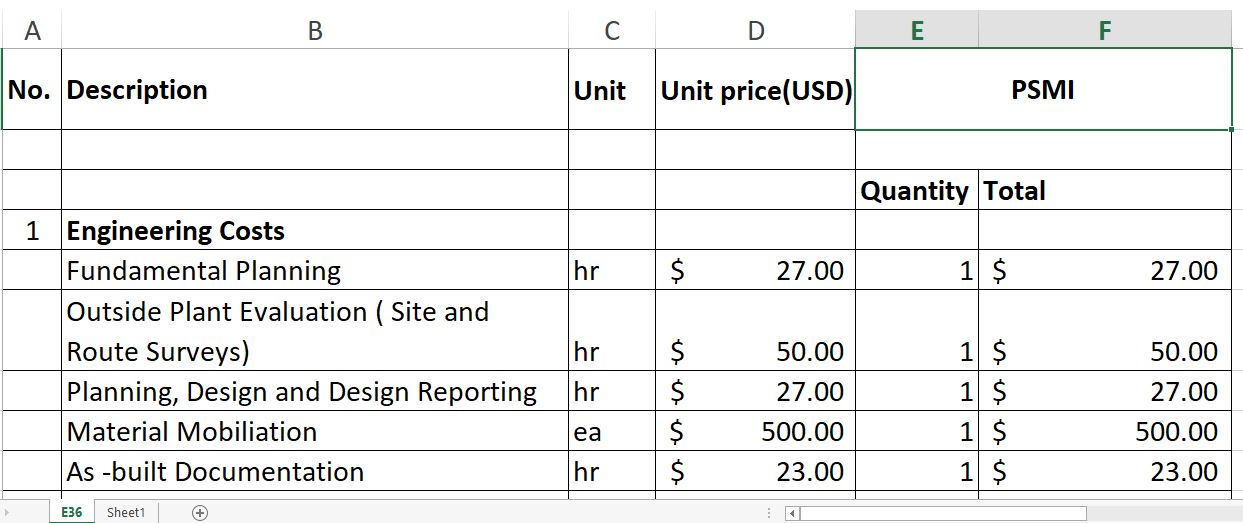 A B C D E F
No. Description Unit Unit price(USD) PSMI
Quantity Total
1 Engineering Costs
Fundamental Planning hr $ 27.00 1 $ 27.00
Outside Plant Evaluation ( Site and
Route Surveys) hr $ 50.00 1 $ 50.00
Planning, Design and Design Reporting hr $ 27.00 1 $ 27.00
Material Mobiliation ea $ 500.00 1 $ 500.00
As -built Documentation hr $ 23.00 1 $ 23.00
E36 Sheet1